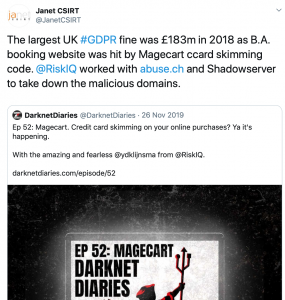 Janet CSIRT
@JanetCSIRT
The largest UK #GDPR fine was £183m in 2018 as B.A.
booking website was hit by Magecart ccard skimming
code. @RiskIQ worked with abuse.ch and Shadowserver
to take down the malicious domains.
DarknetDiaries @DarknetDiaries · 26 Nov 2019
Ep 52: Magecart. Credit card skimming on your online purchases? Ya it's
happening.
With the amazing and fearless @ydklijnsma from @RiskIQ.
darknetdiaries.com/episode/52
EP 52: MAGECART
DARKNET
DIARIES